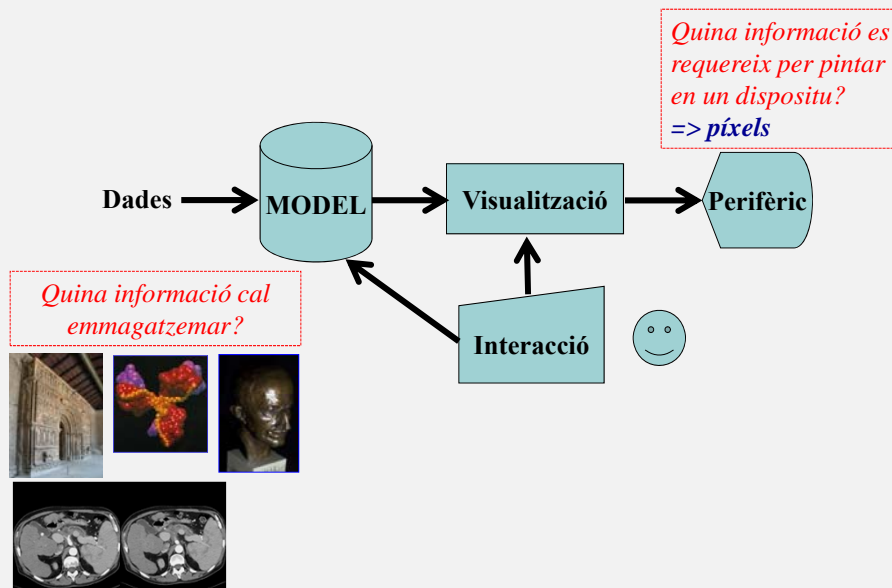 Quina informació es
requereix per pintar
en un dispositu?
=> píxels
Dades
MODEL
Visualització
Perifèric
Quina informació cal
emmagatzemar?
Interacció